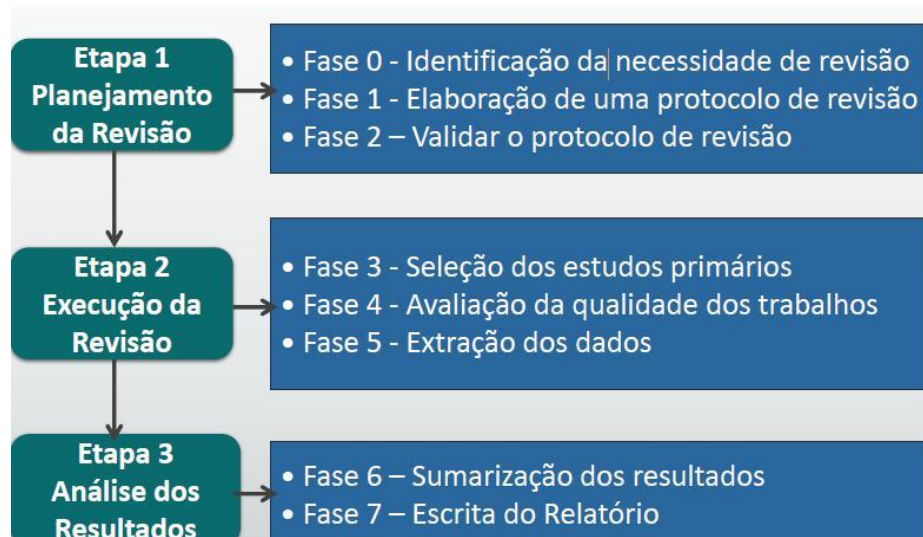 Etapa 1
Planejamento
da Revisão
• Fase 0 - Identificação da necessidade de revisão
• Fase 1 - Elaboração de uma protocolo de revisão
• Fase 2 – Validar o protocolo de revisão
Etapa 2
Execução da
Revisão
• Fase 3 - Seleção dos estudos primários
• Fase 4 - Avaliação da qualidade dos trabalhos
• Fase 5 - Extração dos dados
Etapa 3
Análise dos
Resultados
• Fase 6 – Sumarização dos resultados
• Fase 7 – Escrita do Relatório